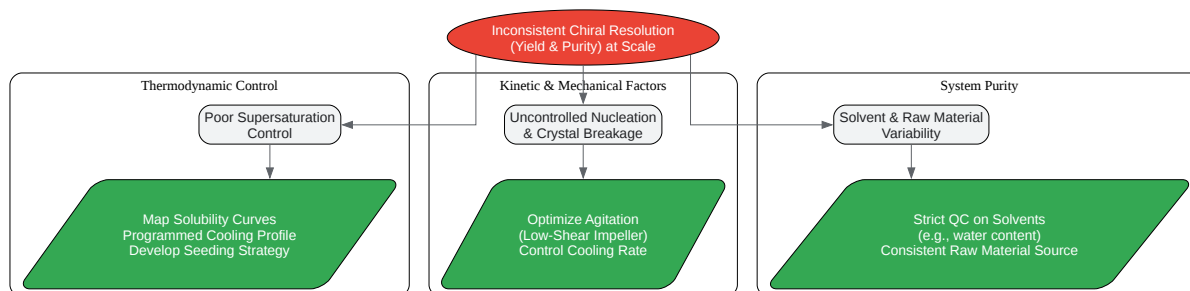 Inconsistent Chiral Resolution
(Yield & Purity) at Scale
Thermodynamic Control
Poor Supersaturation
Control
Map Solubility Curves
Programmed Cooling Profile
Develop Seeding Strategy
Kinetic & Mechanical Factors
Uncontrolled Nucleation
& Crystal Breakage
Optimize Agitation
(Low-Shear Impeller)
Control Cooling Rate
System Purity
Solvent & Raw Material
Variability
Strict QC on Solvents
(e.g., water content)
Consistent Raw Material Source